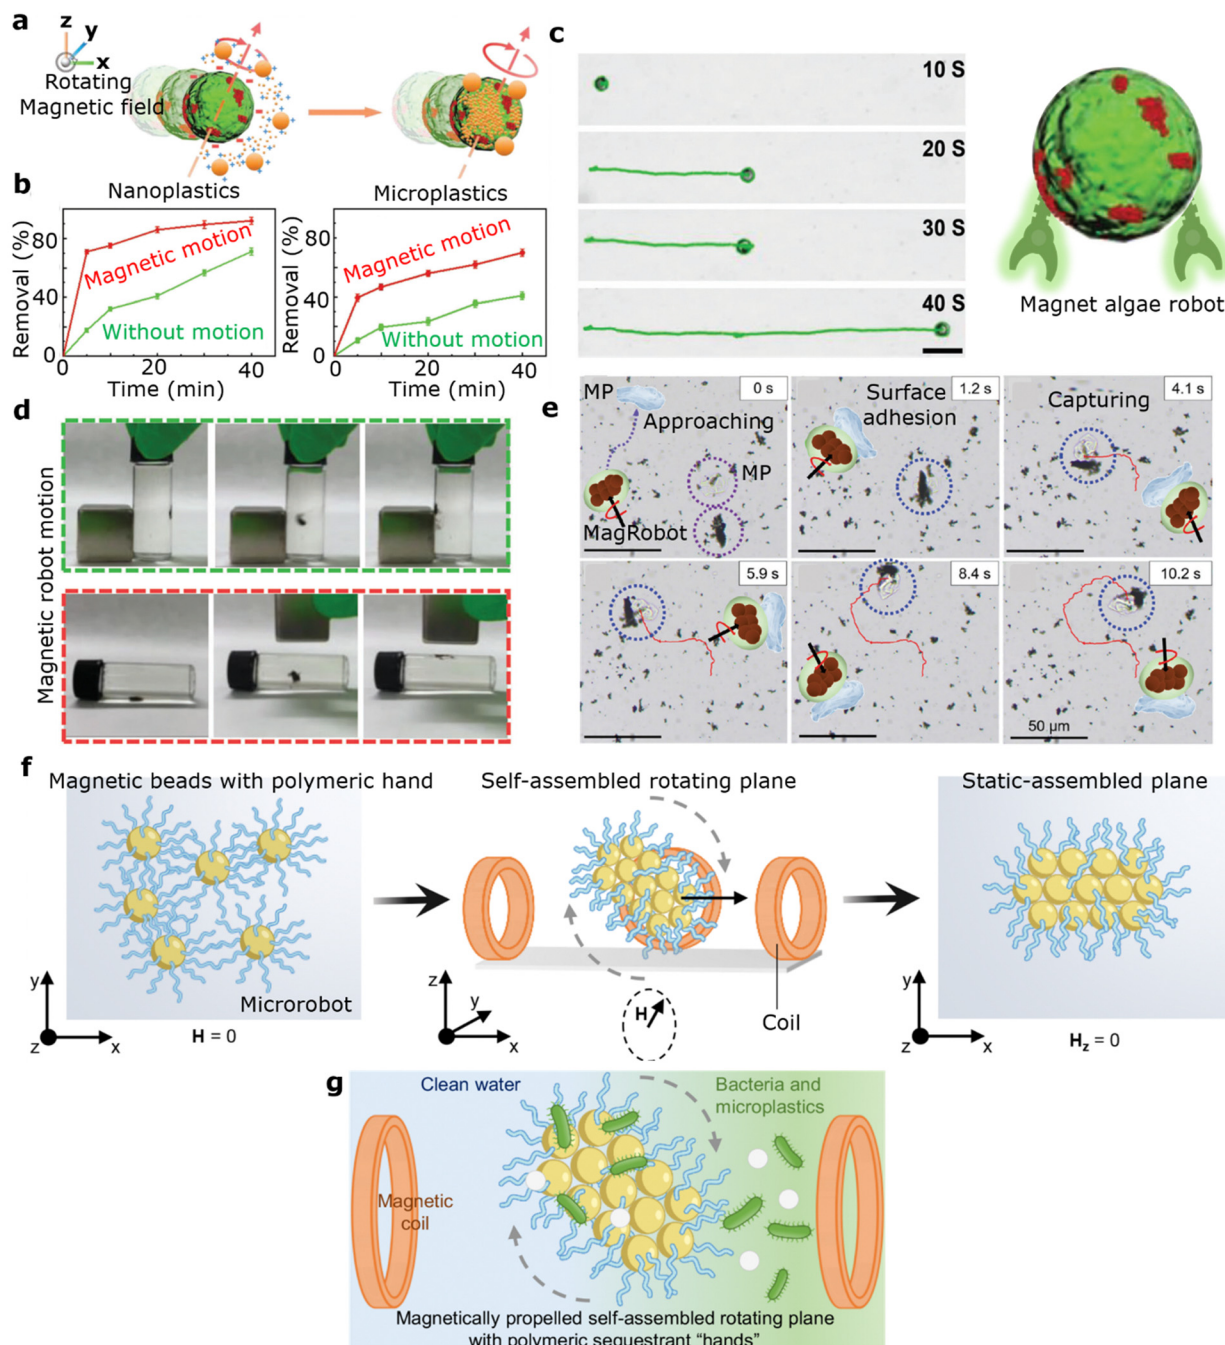 a
z
y
x
Rotating
Magnetic field
b
Nanoplastics
Microplastics
Removal (%)
80
40
0
Magnetic motion
Without motion
0
20
40
Time (min)
Removal (%)
80
40
0
Magnetic motion
Without motion
0
20
40
Time (min)
c
10 S
20 S
30 S
40 S
Magnet algae robot
d
Magnetic robot motion
e
0 s
MP
Approaching
MP
MagRobot
1.2 s
Surface
adhesion
4.1 s
Capturing
5.9 s
8.4 s
10.2 s
50 µm
f
Magnetic beads with polymeric hand
Self-assembled rotating plane
Static-assembled plane
Microrobot
y
z
x
H = 0
z
y
x
H
Coil
y
z
x
Hz = 0
g
Clean water
Bacteria and
microplastics
Magnetic
coil
Magnetically propelled self-assembled rotating plane
with polymeric sequestrant “hands”